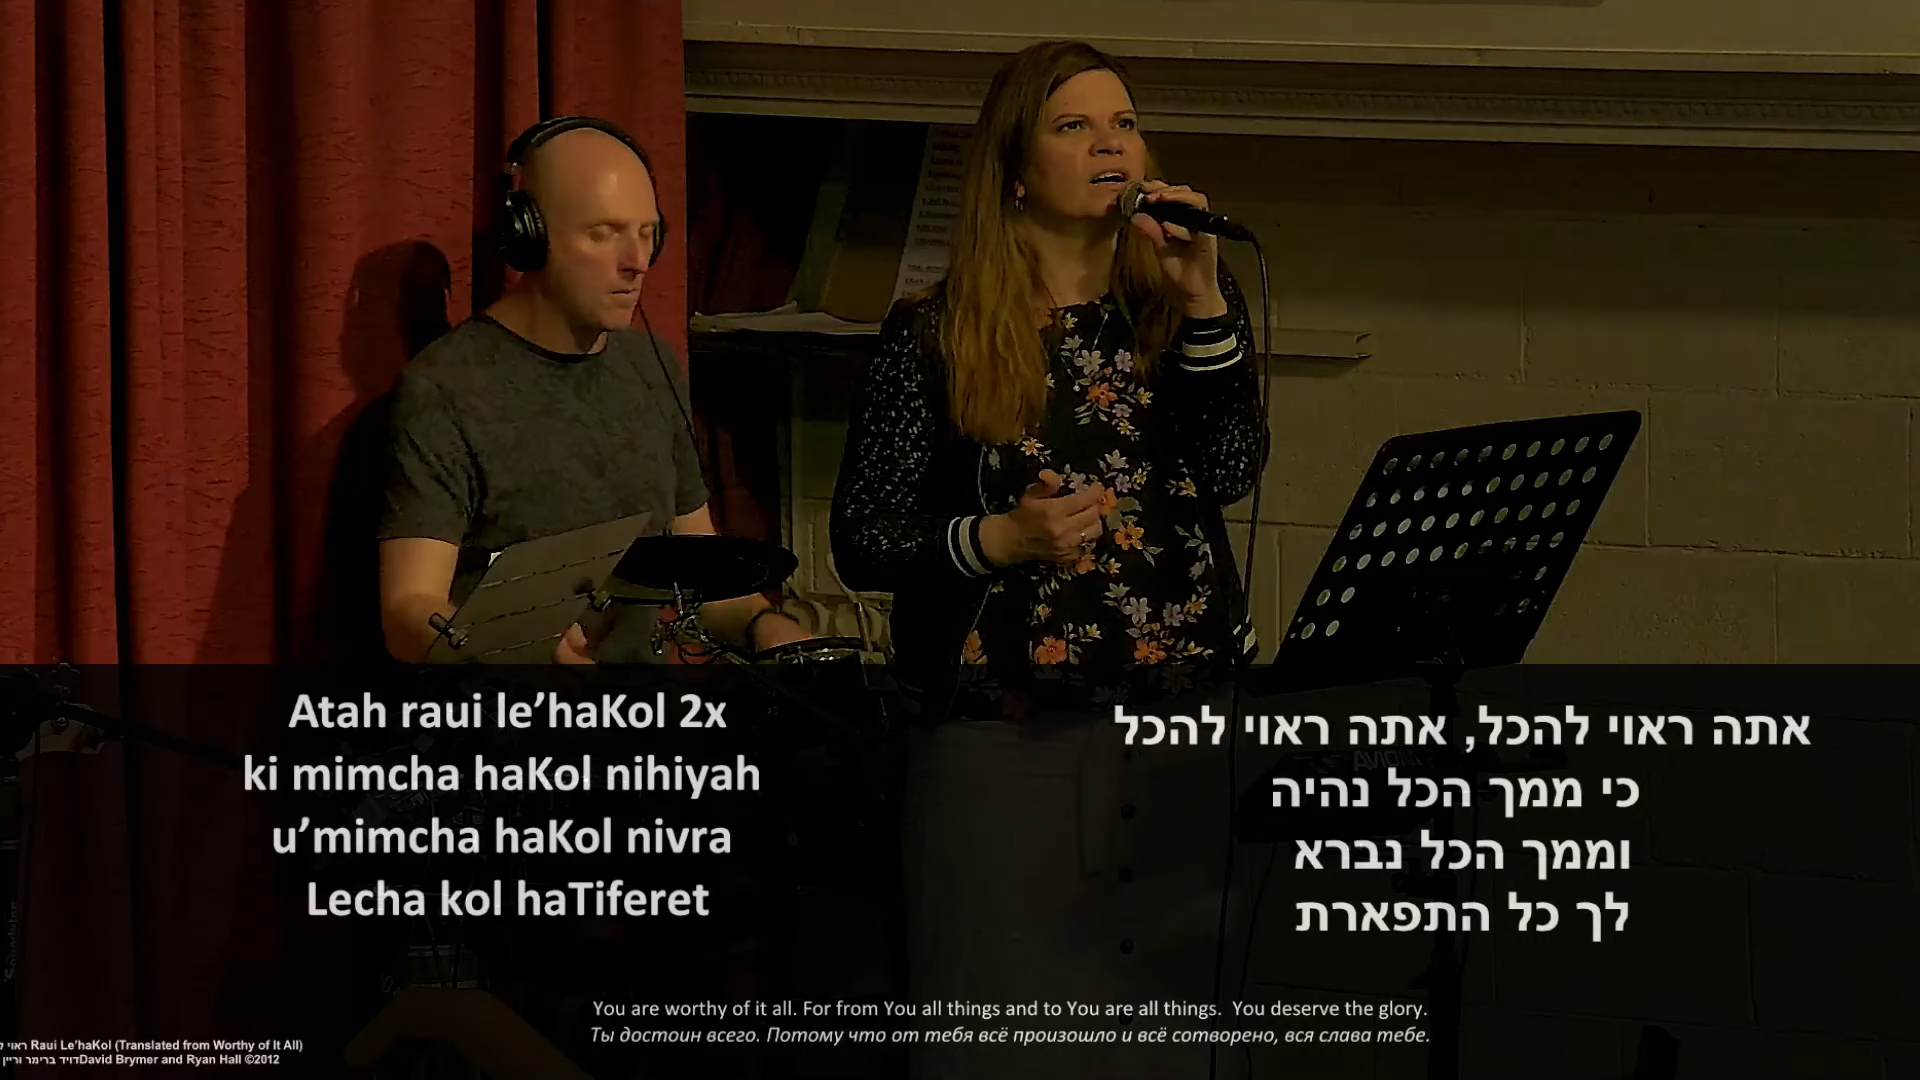 Atah raui le’haKol 2x
ki mimcha haKol nihiyah
u’mimcha haKol nivra
Lecha kol haTiferet
אתה ראוי להכל, אתה ראוי להכל
כי ממך הכל נהיה
וממך הכל נברא
לך כל התפארת
You are worthy of it all. For from You all things and to You are all things. You deserve the glory.
Ты достоин всего. Потому что от тебя всё произошло и всё сотворено, вся слава тебе.
ראוי Raui Le’haKol (Translated from Worthy of It All)
דויד ברימר וריין David Brymer and Ryan Hall ©2012